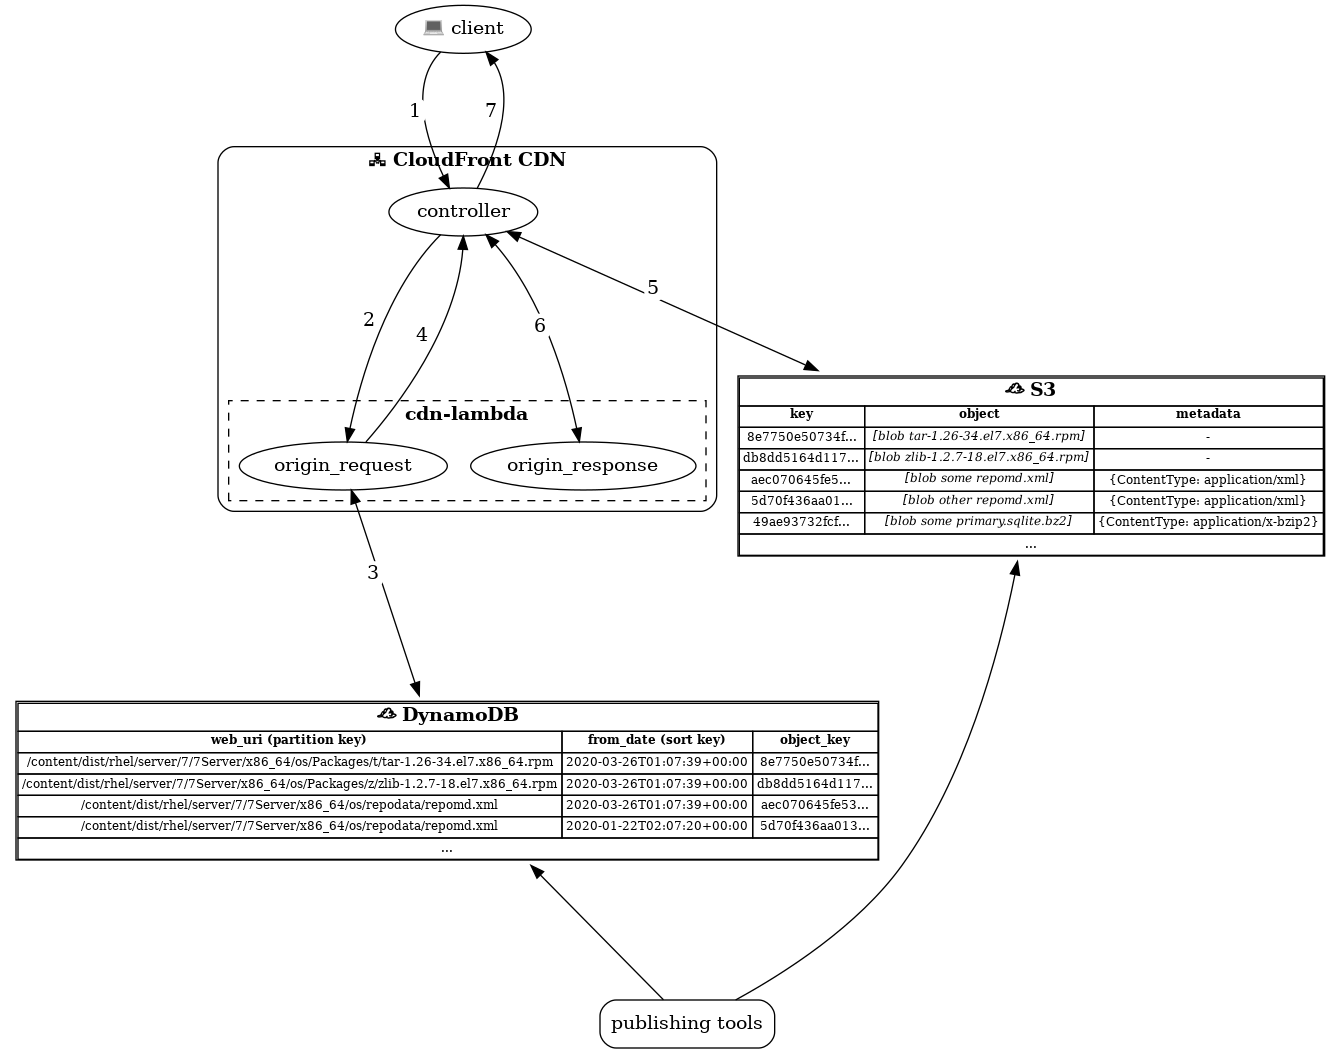 client
1
7
CloudFront CDN
controller
5
2
6
4
S3
key object metadata
8e7750e50734f... [blob tar-1.26-34.el7.x86_64.rpm] -
db8dd5164d117... [blob zlib-1.2.7-18.el7.x86_64.rpm] -
aec070645fe5... [blob some repomd.xml] {ContentType: application/xml}
5d70f436aa01... [blob other repomd.xml] {ContentType: application/xml}
49ae93732fcf... [blob some primary.sqlite.bz2] {ContentType: application/x-bzip2}
...
cdn-lambda
origin_request origin_response
3
DynamoDB
web_uri (partition key) from_date (sort key) object_key
/content/dist/rhel/server/7/7Server/x86_64/os/Packages/t/tar-1.26-34.el7.x86_64.rpm 2020-03-26T01:07:39+00:00 8e7750e50734f...
/content/dist/rhel/server/7/7Server/x86_64/os/Packages/z/zlib-1.2.7-18.el7.x86_64.rpm 2020-03-26T01:07:39+00:00 db8dd5164d117...
/content/dist/rhel/server/7/7Server/x86_64/os/repodata/repomd.xml 2020-03-26T01:07:39+00:00 aec070645fe53...
/content/dist/rhel/server/7/7Server/x86_64/os/repodata/repomd.xml 2020-01-22T02:07:20+00:00 5d70f436aa013...
...
publishing tools